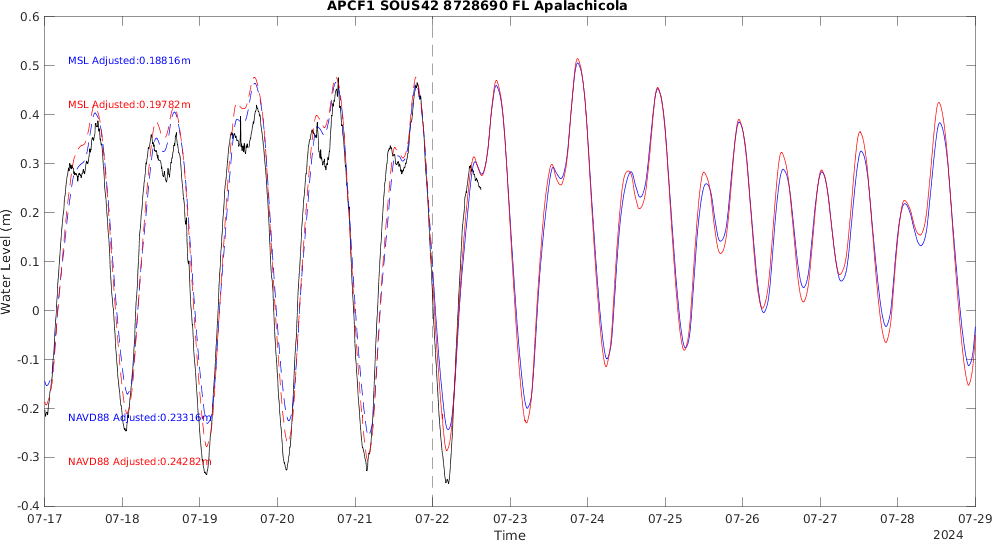 APCF1 SOUS42 8728690 FL Apalachicola
0.6
0.5
0.4
0.3
0.2
0.1
0
-0.1
-0.2
-0.3
-0.4
Water Level (m)
MSL Adjusted:0.18816m
MSL Adjusted:0.19782m
NAVD88 Adjusted:0.23316m
NAVD88 Adjusted:0.24282m
07-17 07-18 07-19 07-20 07-21 07-22 07-23 07-24 07-25 07-26 07-27 07-28 07-29
Time
2024